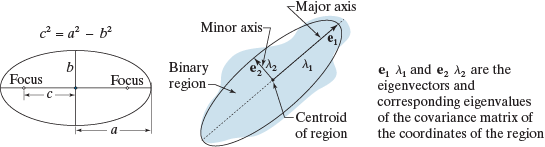 c² = a² − b²
b
Focus
Focus
c
a
Major axis
Minor axis
e₁
e₂ λ₂
λ₁
Binary
region
Centroid
of region
e₁ λ₁ and e₂ λ₂ are the
eigenvectors and
corresponding eigenvalues
of the covariance matrix of
the coordinates of the region